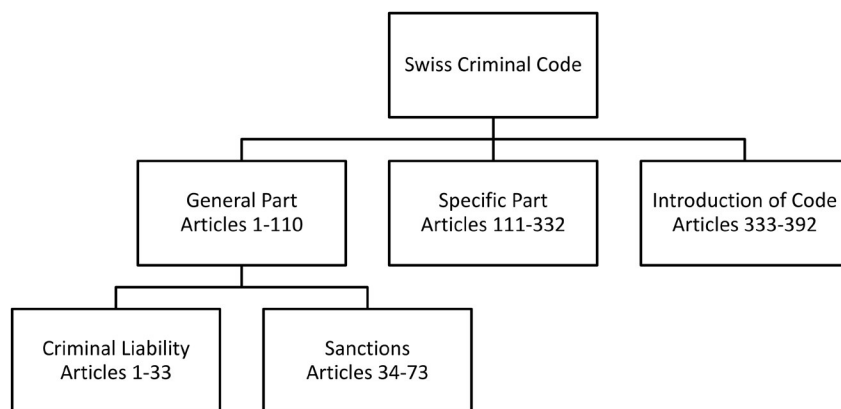 Swiss Criminal Code
General Part
Articles 1-110
Specific Part
Articles 111-332
Introduction of Code
Articles 333-392
Criminal Liability
Articles 1-33
Sanctions
Articles 34-73